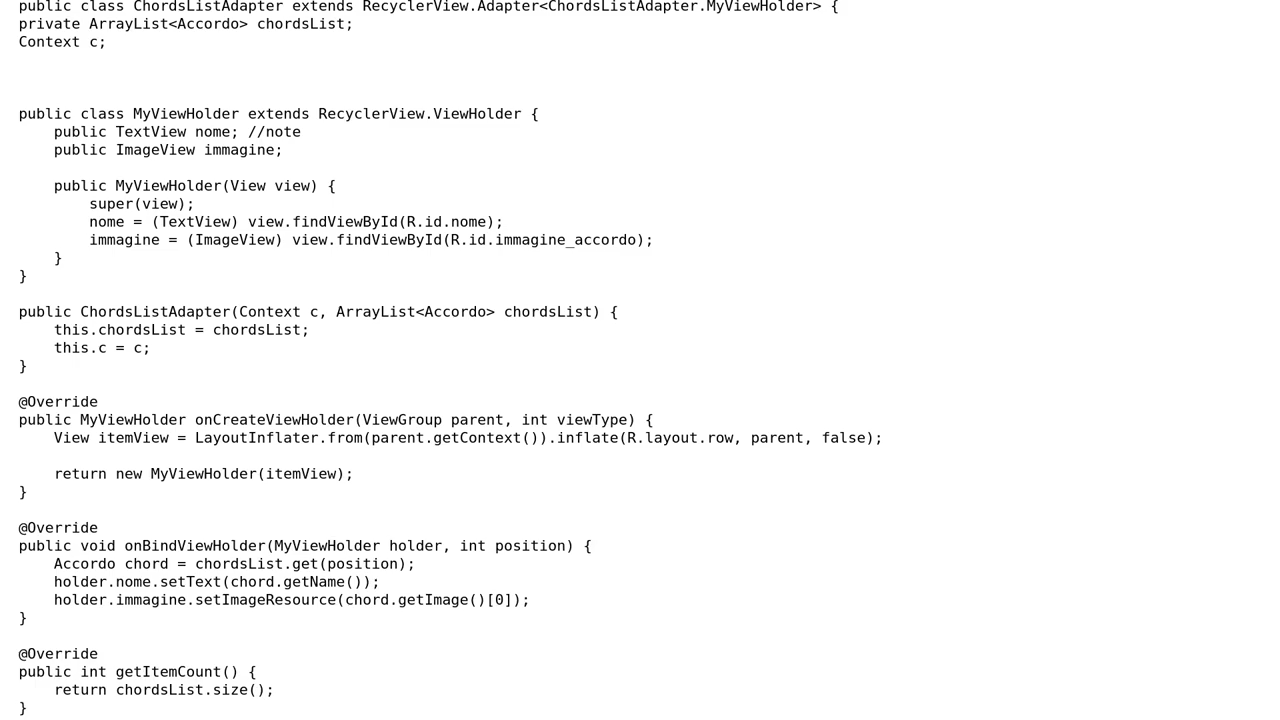 public class ChordsListAdapter extends RecyclerView.Adapter<ChordsListAdapter.MyViewHolder> {
private ArrayList<Accordo> chordsList;
Context c;
public class MyViewHolder extends RecyclerView.ViewHolder {
    public TextView nome; //note
    public ImageView immagine;
    public MyViewHolder(View view) {
        super(view);
        nome = (TextView) view.findViewById(R.id.nome);
        immagine = (ImageView) view.findViewById(R.id.immagine_accordo);
    }
}
public ChordsListAdapter(Context c, ArrayList<Accordo> chordsList) {
    this.chordsList = chordsList;
    this.c = c;
}
@Override
public MyViewHolder onCreateViewHolder(ViewGroup parent, int viewType) {
    View itemView = LayoutInflater.from(parent.getContext()).inflate(R.layout.row, parent, false);
    return new MyViewHolder(itemView);
}
@Override
public void onBindViewHolder(MyViewHolder holder, int position) {
    Accordo chord = chordsList.get(position);
    holder.nome.setText(chord.getName());
    holder.immagine.setImageResource(chord.getImage()[0]);
}
@Override
public int getItemCount() {
    return chordsList.size();
}